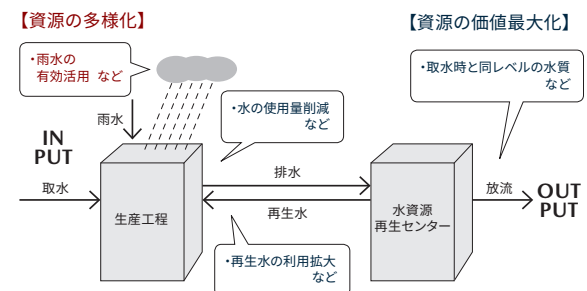 【資源の多様化】
【資源の価値最大化】
・雨水の
有効活用 など
・取水時と同レベルの水質
など
・水の使用量削減
など
雨水
IN
PUT
取水
排水
放流
OUT
PUT
生産工程
再生水
水資源
再生センター
・再生水の利用拡大
など